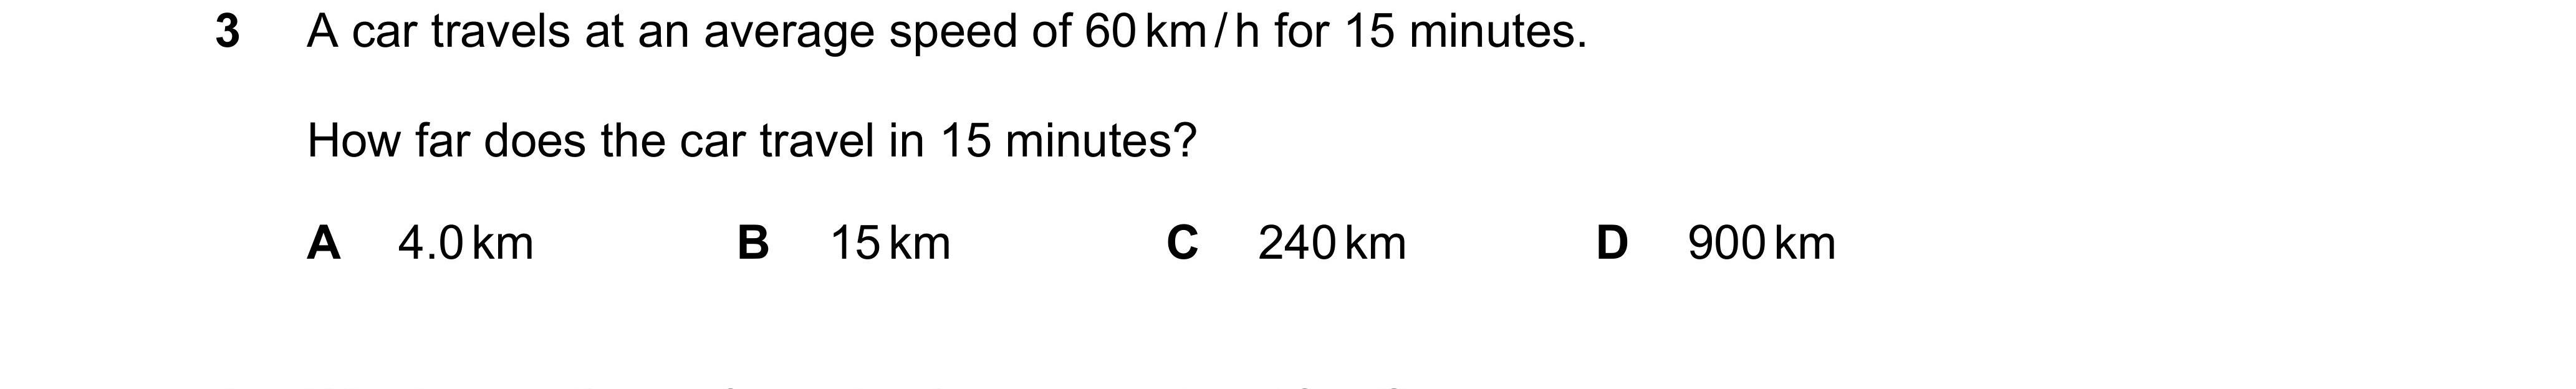 3 A car travels at an average speed of 60 km / h for 15 minutes.
How far does the car travel in 15 minutes?
A 4.0 km B 15 km C 240 km D 900 km